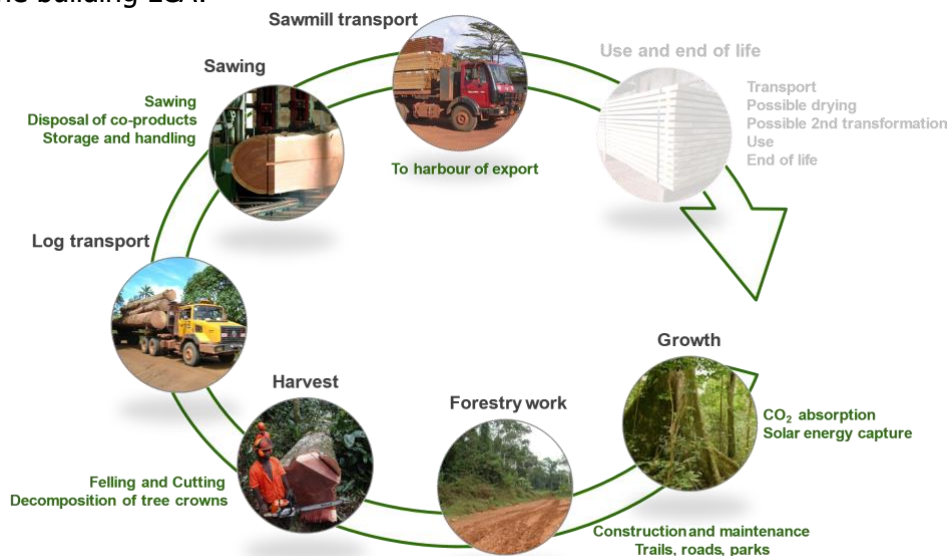 building LCA.
Sawmill transport
Use and end of life
Sawing
Transport
Possible drying
Possible 2nd transformation
Use
End of life
Sawing
Disposal of co-products
Storage and handling
To harbour of export
Log transport
Growth
Harvest
Forestry work
CO₂ absorption
Solar energy capture
Felling and Cutting
Decomposition of tree crowns
Construction and maintenance
Trails, roads, parks